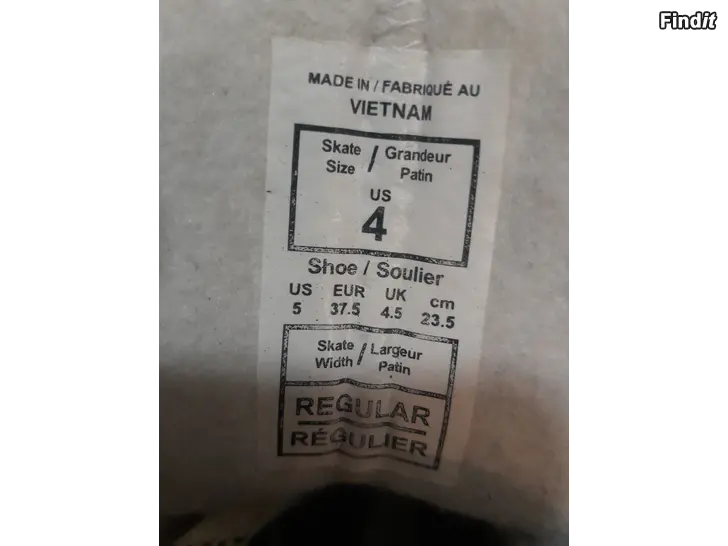 Findit
MADE IN / FABRIQUÉ AU
VIETNAM
Skate Size / Grandeur Patin
US
4
Shoe / Soulier
US EUR UK cm
5 37.5 4.5 23.5
Skate Width / Largeur Patin
REGULAR
RÉGULIER